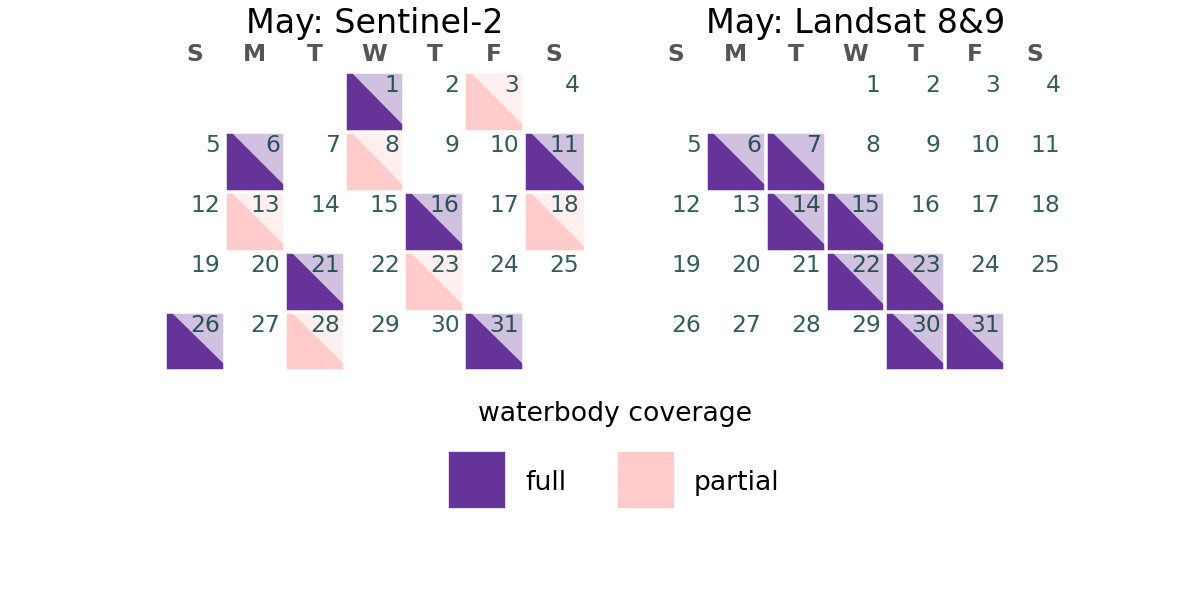 May: Sentinel-2
S M T W T F S
1 2 3 4
5 6 7 8 9 10 11
12 13 14 15 16 17 18
19 20 21 22 23 24 25
26 27 28 29 30 31
May: Landsat 8&9
S M T W T F S
1 2 3 4
5 6 7 8 9 10 11
12 13 14 15 16 17 18
19 20 21 22 23 24 25
26 27 28 29 30 31
waterbody coverage
full partial